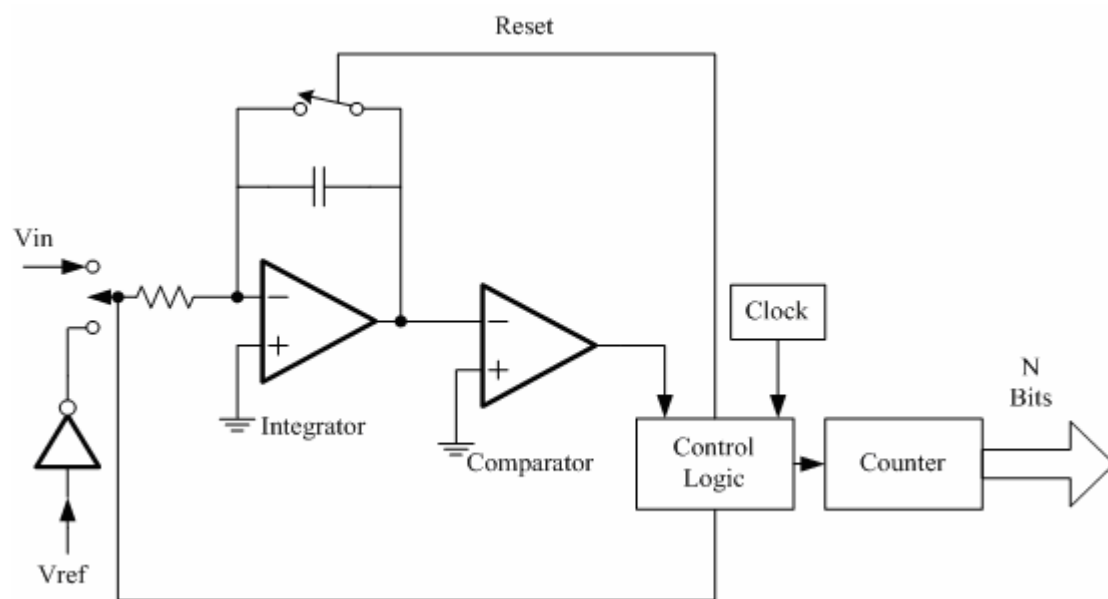 Reset
Vin
Clock
N
Bits
Integrator
Comparator
Control
Logic
Counter
Vref